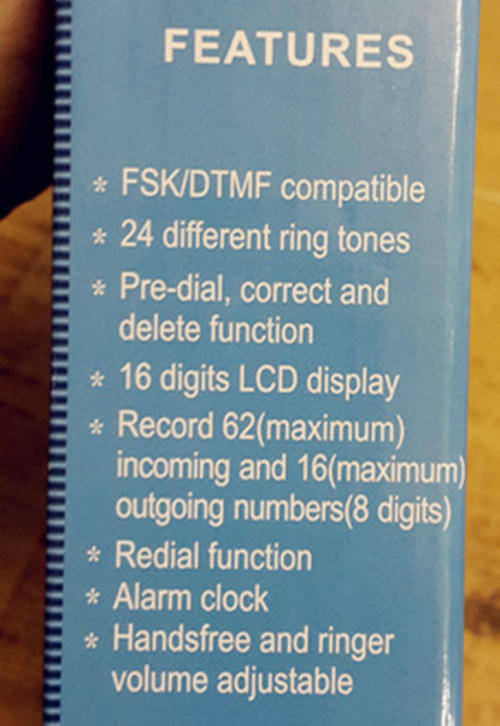 FEATURES
* FSK/DTMF compatible
* 24 different ring tones
* Pre-dial, correct and
delete function
* 16 digits LCD display
* Record 62(maximum)
incoming and 16(maximum)
outgoing numbers(8 digits)
* Redial function
* Alarm clock
* Handsfree and ringer
volume adjustable